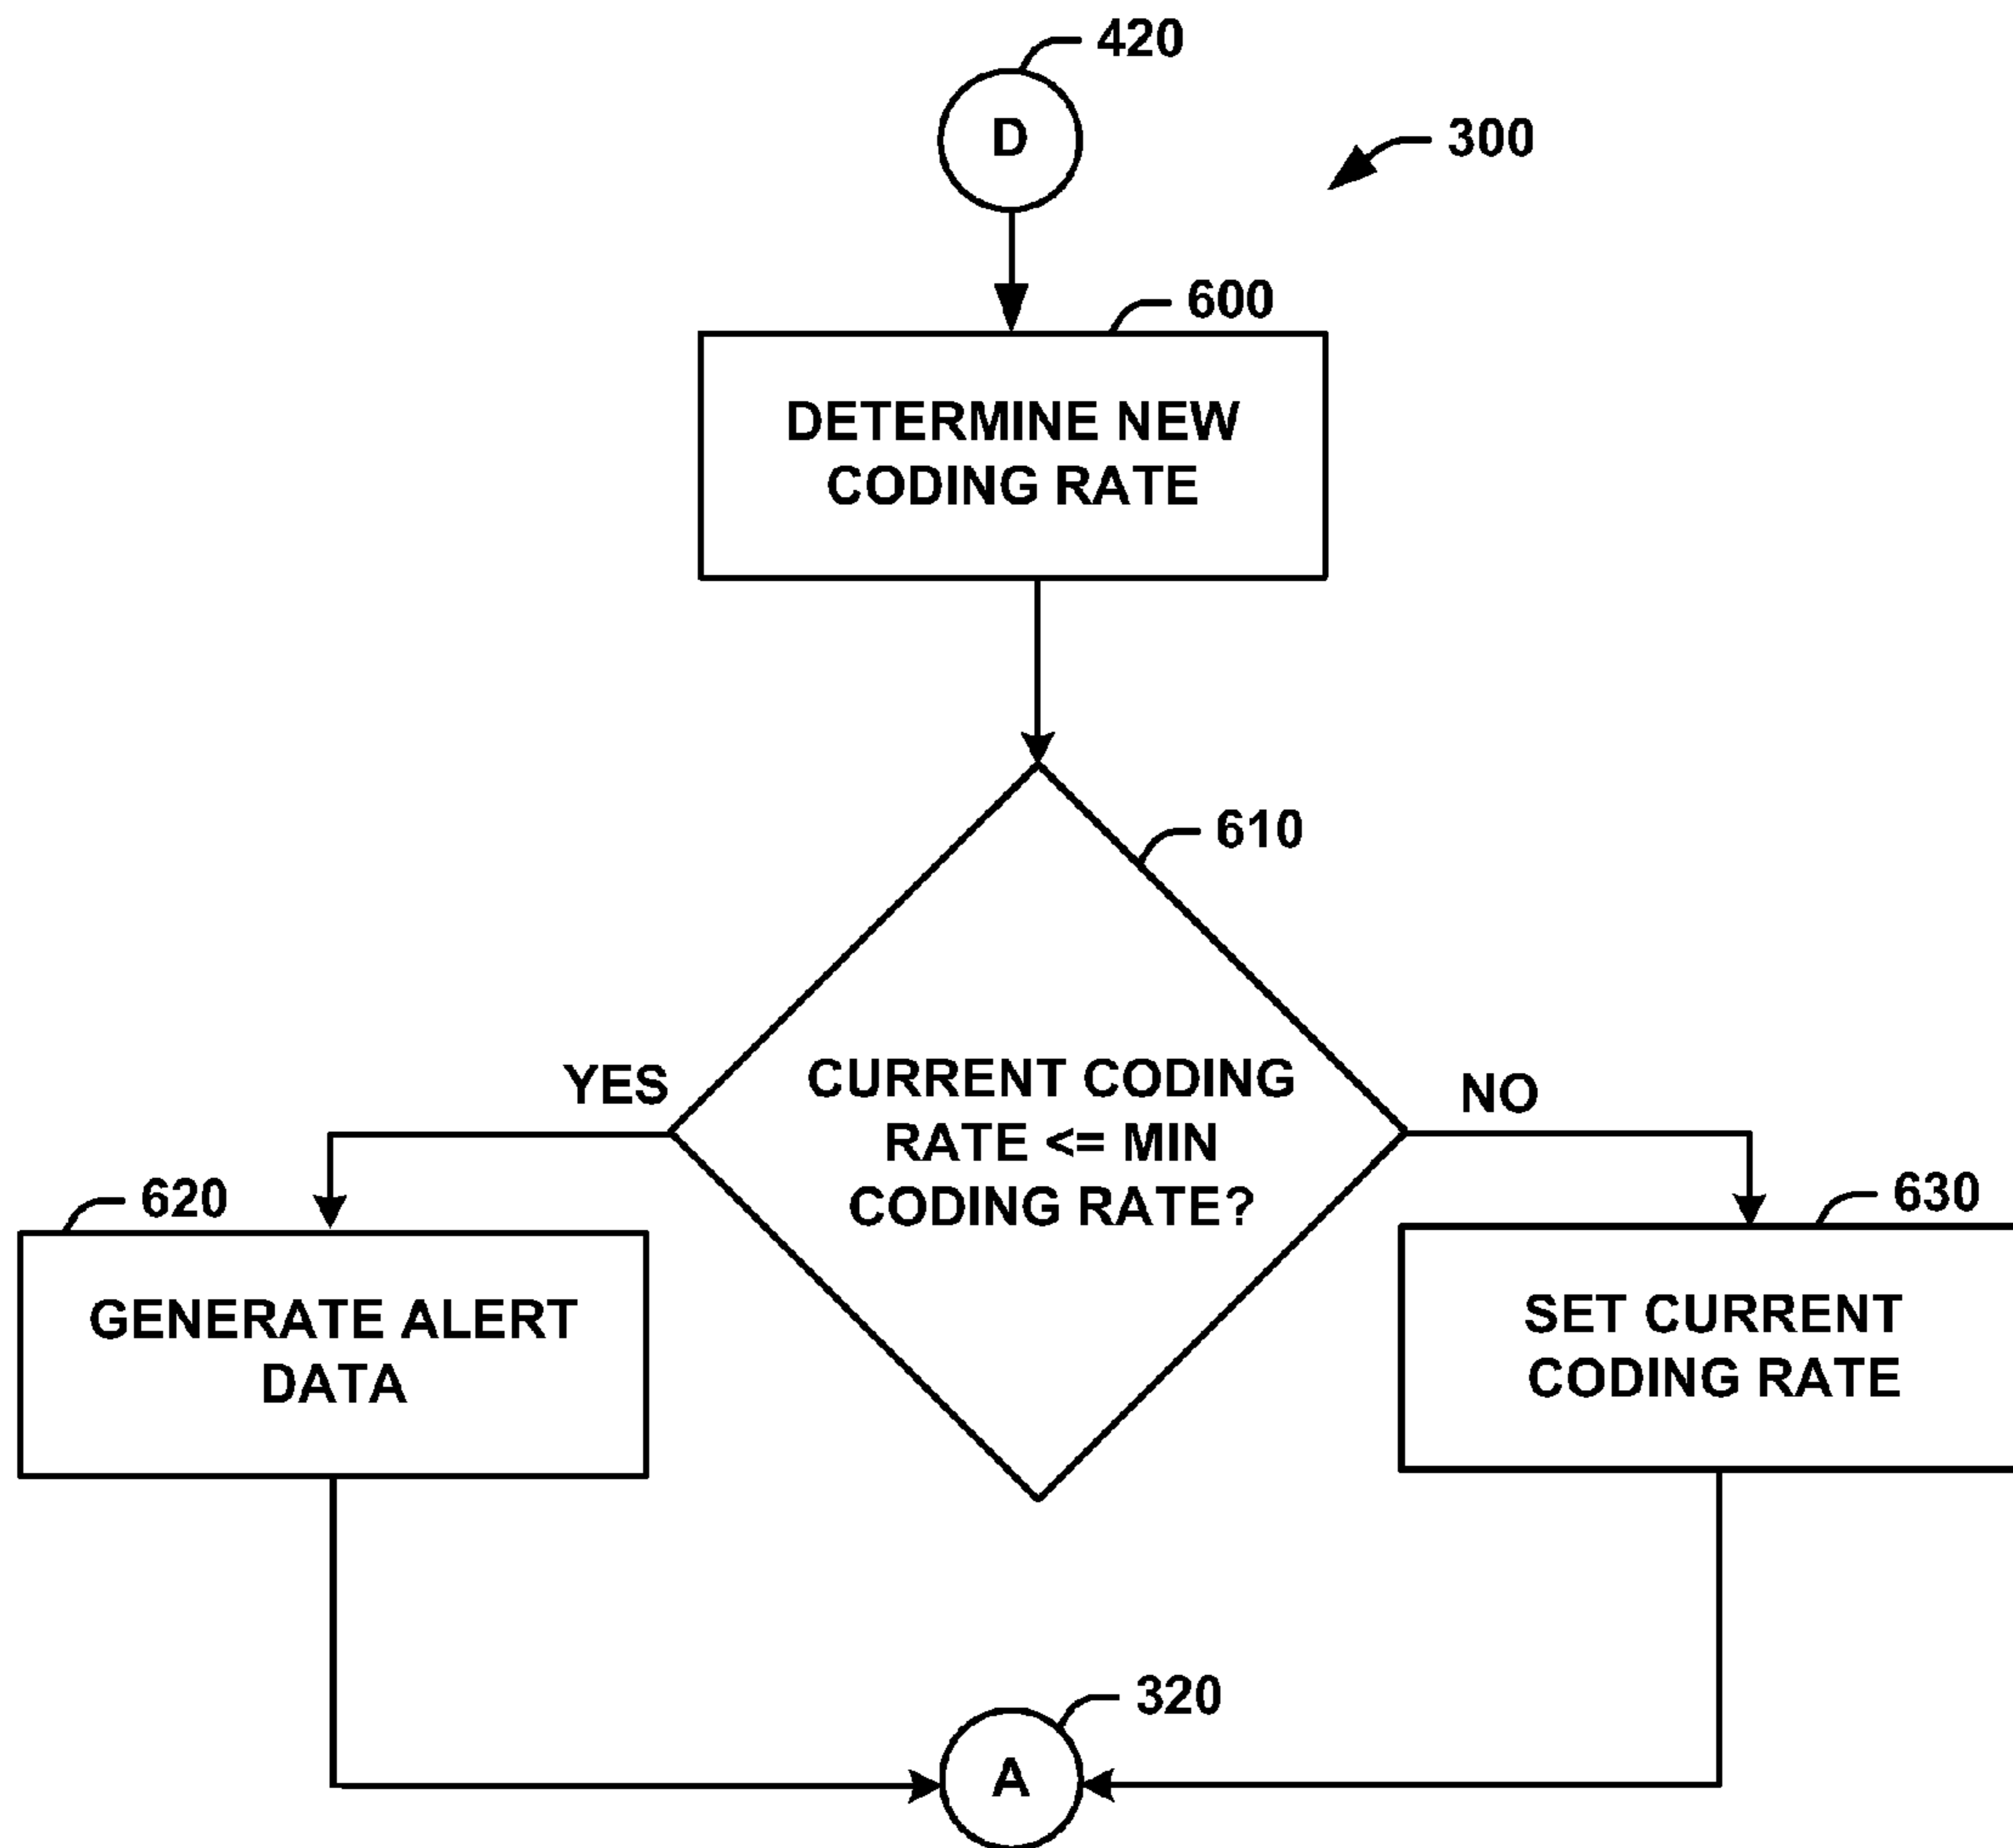 420
D
300
600
DETERMINE NEW
CODING RATE
610
YES
CURRENT CODING
RATE <= MIN
CODING RATE?
NO
620
GENERATE ALERT
DATA
630
SET CURRENT
CODING RATE
320
A